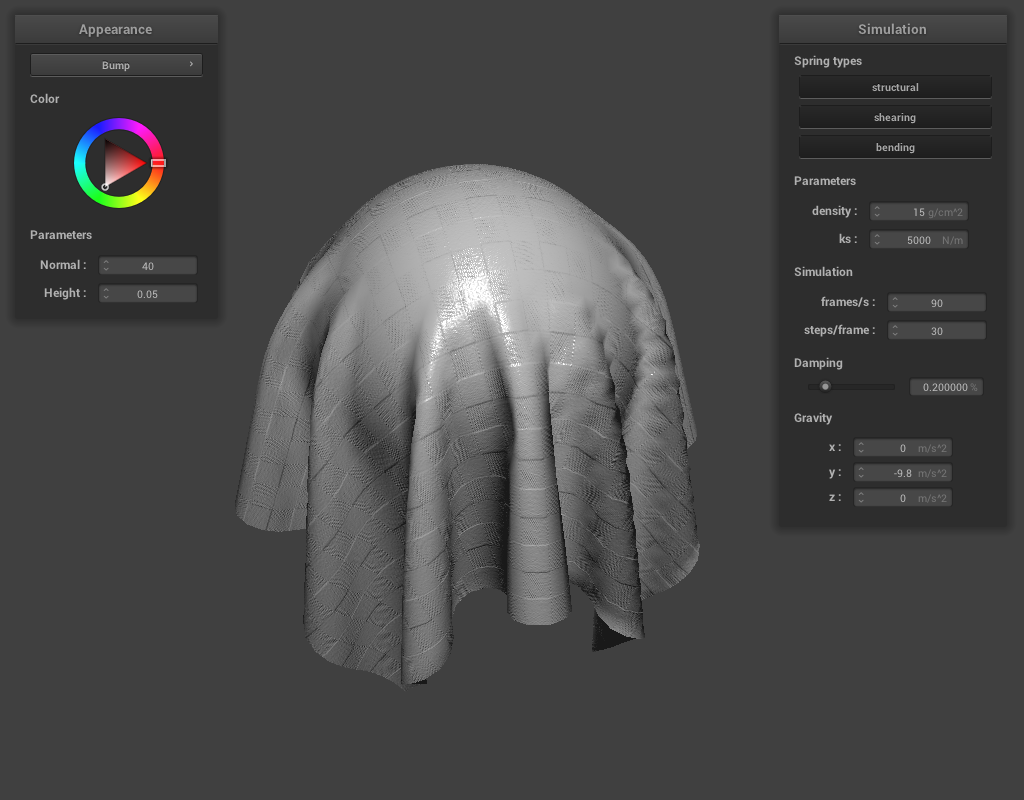 Appearance
Bump ›
Color
Parameters
Normal : 40
Height : 0.05
Simulation
Spring types
structural
shearing
bending
Parameters
density : 15 g/cm^2
ks : 5000 N/m
Simulation
frames/s : 90
steps/frame : 30
Damping
0.200000 %
Gravity
x : 0 m/s^2
y : -9.8 m/s^2
z : 0 m/s^2